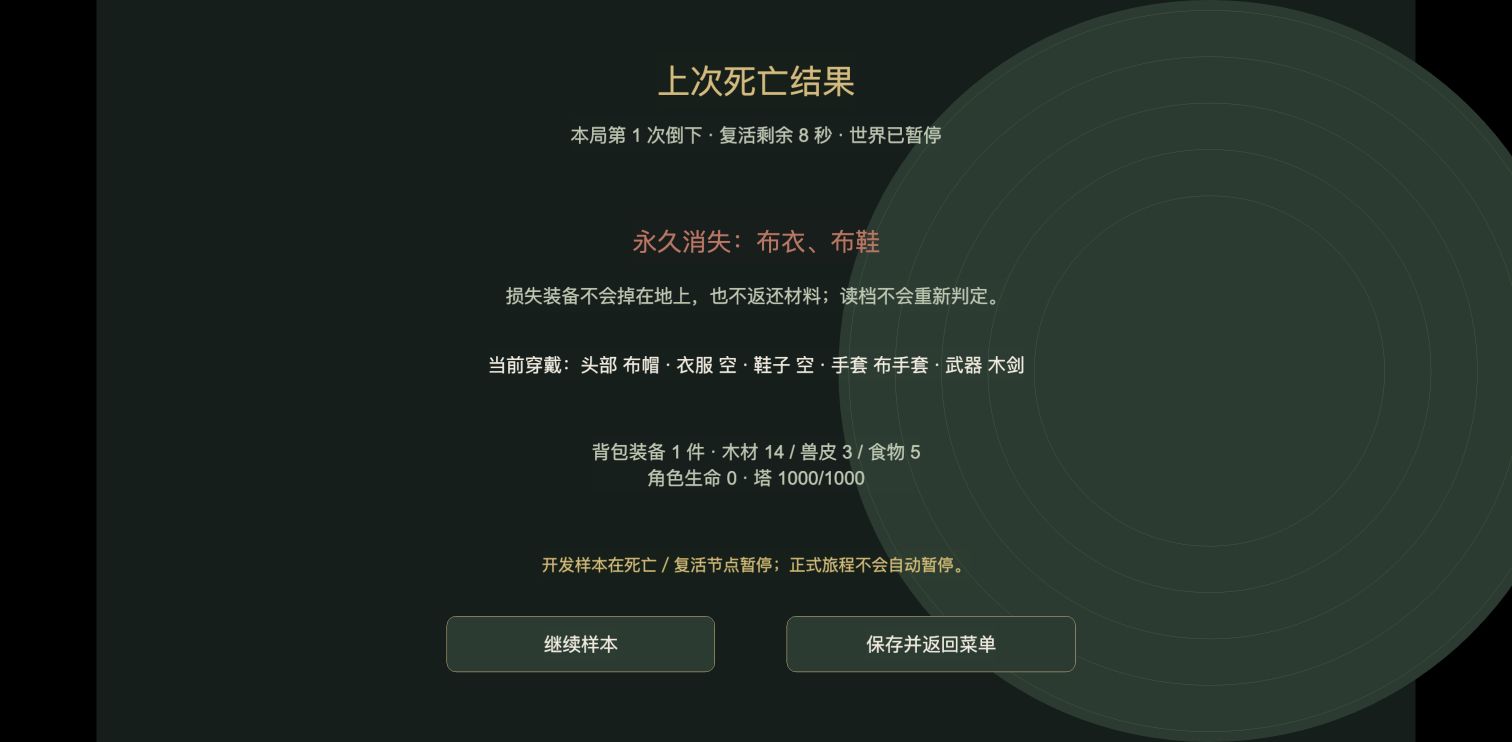 上次死亡结果
本局第 1 次倒下 · 复活剩余 8 秒 · 世界已暂停
永久消失：布衣、布鞋
损失装备不会掉在地上，也不返还材料；读档不会重新判定。
当前穿戴：头部 布帽 · 衣服 空 · 鞋子 空 · 手套 布手套 · 武器 木剑
背包装备 1 件 · 木材 14 / 兽皮 3 / 食物 5
角色生命 0 · 塔 1000/1000
开发样本在死亡 / 复活节点暂停；正式旅程不会自动暂停。
继续样本
保存并返回菜单